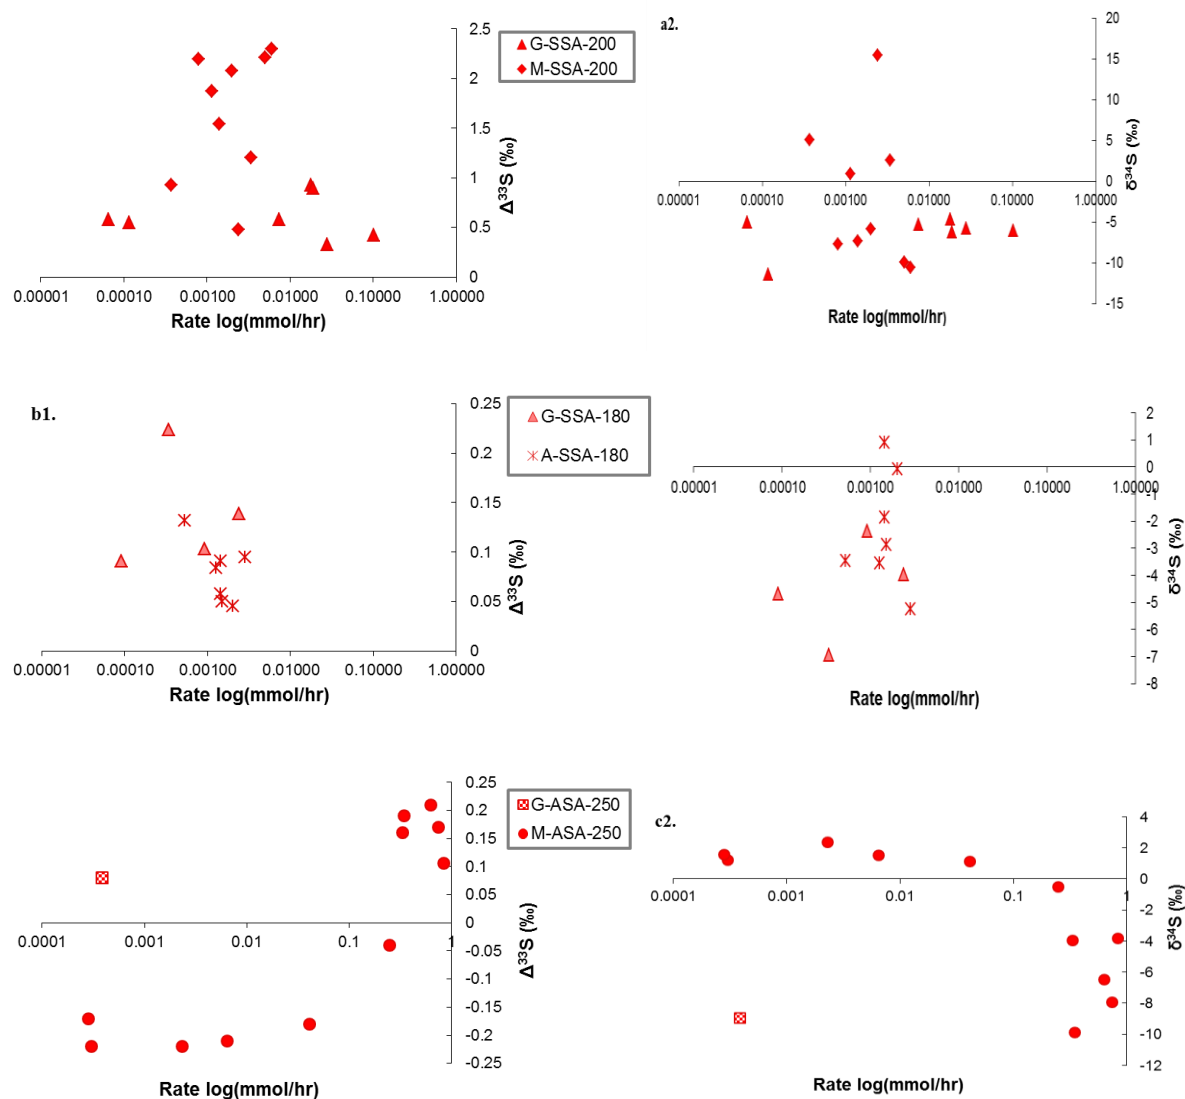 2.5
2
1.5
1
0.5
0
Δ³³S (‰)
0.00001 0.00010 0.00100 0.01000 0.10000 1.00000
Rate log(mmol/hr)
G-SSA-200
M-SSA-200
a2.
20
15
10
5
0
-5
-10
-15
δ³⁴S (‰)
0.00001 0.00010 0.00100 0.01000 0.10000 1.00000
Rate log(mmol/hr)
b1.
0.25
0.2
0.15
0.1
0.05
0
Δ³³S (‰)
0.00001 0.00010 0.00100 0.01000 0.10000 1.00000
Rate log(mmol/hr)
G-SSA-180
A-SSA-180
2
1
0
-1
-2
-3
-4
-5
-6
-7
-8
δ³⁴S (‰)
0.00001 0.00010 0.00100 0.01000 0.10000 1.00000
Rate log(mmol/hr)
0.25
0.2
0.15
0.1
0.05
0
-0.05
-0.1
-0.15
-0.2
-0.25
Δ³³S (‰)
0.0001 0.001 0.01 0.1 1
Rate log(mmol/hr)
G-ASA-250
M-ASA-250
c2.
4
2
0
-2
-4
-6
-8
-10
-12
δ³⁴S (‰)
0.0001 0.001 0.01 0.1 1
Rate log(mmol/hr)